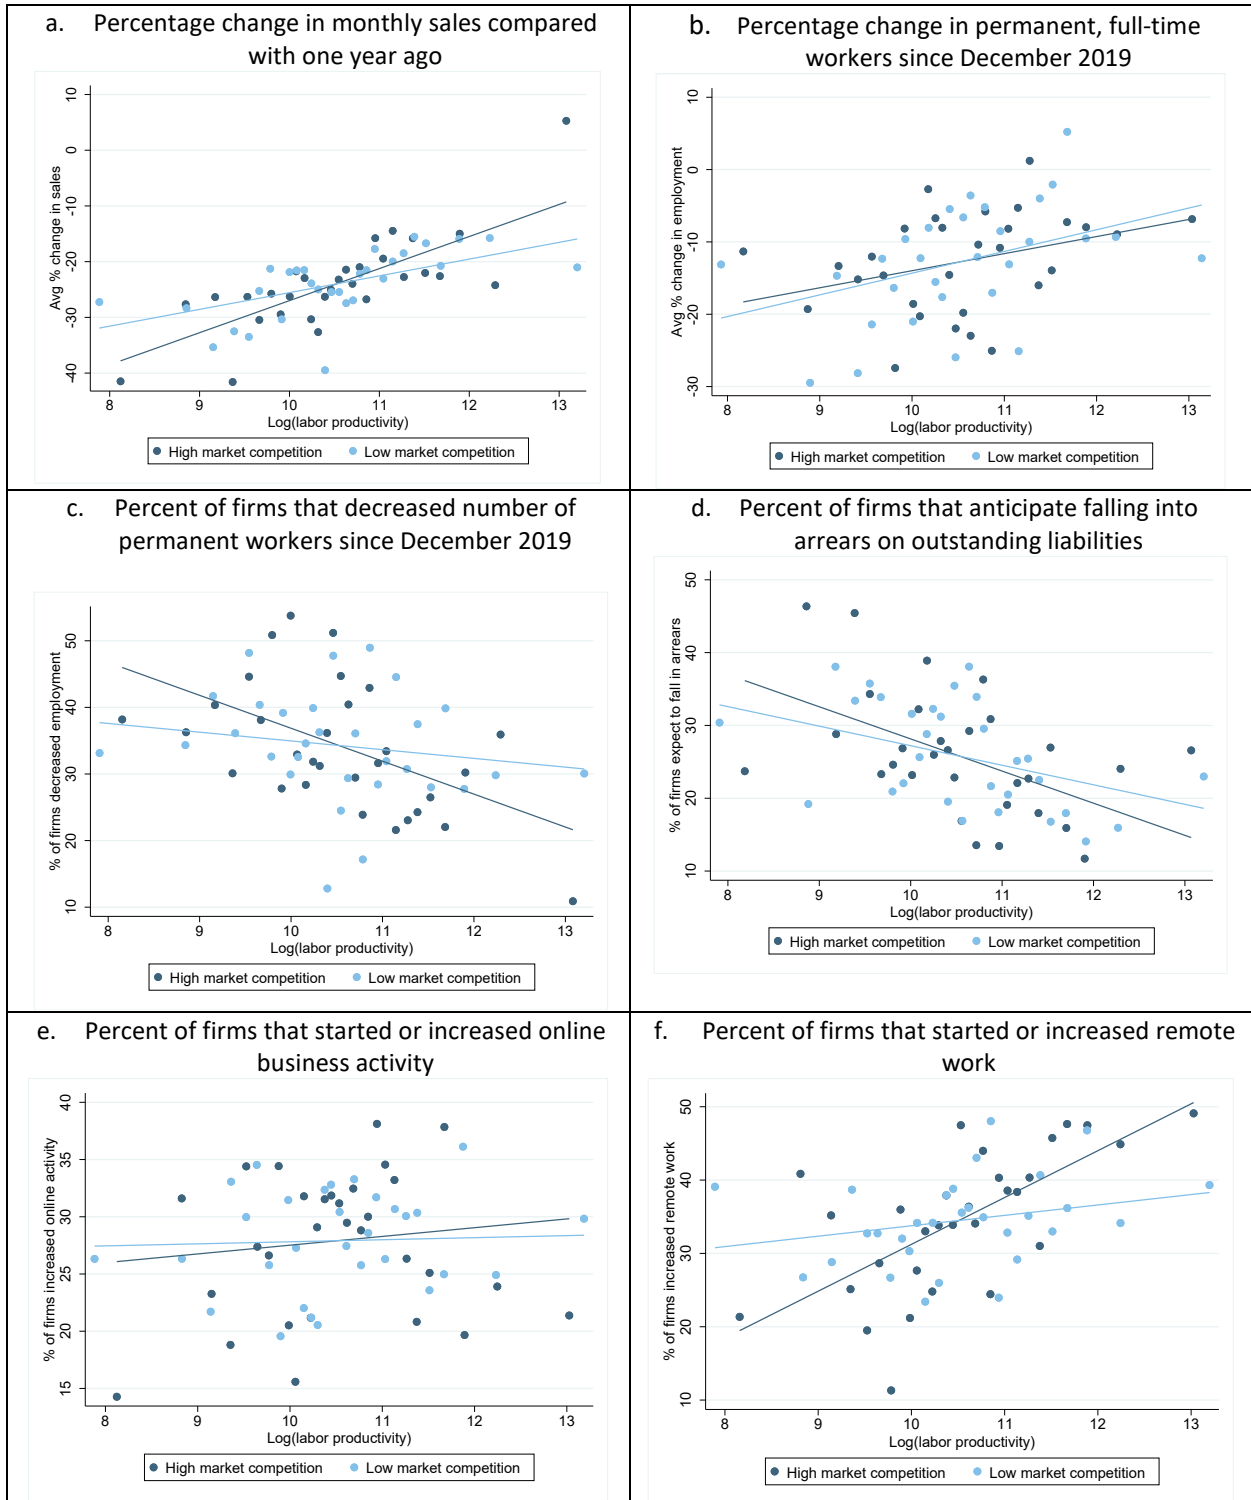 a. Percentage change in monthly sales compared
with one year ago
10
0
-10
-20
-30
-40
Avg % change in sales
8 9 10 11 12 13
Log(labor productivity)
High market competition Low market competition
b. Percentage change in permanent, full-time
workers since December 2019
10
0
-10
-20
-30
Avg % change in employment
8 9 10 11 12 13
Log(labor productivity)
High market competition Low market competition
c. Percent of firms that decreased number of
permanent workers since December 2019
50
40
30
20
10
% of firms decreased employment
8 9 10 11 12 13
Log(labor productivity)
High market competition Low market competition
d. Percent of firms that anticipate falling into
arrears on outstanding liabilities
50
40
30
20
10
% of firms expect to fall in arrears
8 9 10 11 12 13
Log(labor productivity)
High market competition Low market competition
e. Percent of firms that started or increased online
business activity
40
35
30
25
20
15
% of firms increased online activity
8 9 10 11 12 13
Log(labor productivity)
High market competition Low market competition
f. Percent of firms that started or increased remote
work
50
40
30
20
10
% of firms increased remote work
8 9 10 11 12 13
Log(labor productivity)
High market competition Low market competition